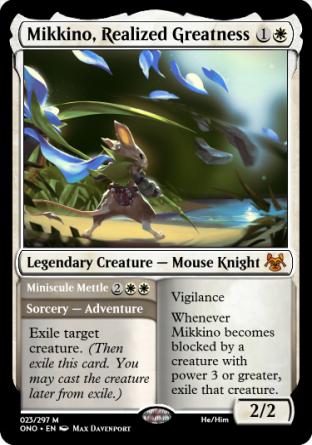 Mikkino, Realized Greatness 1
Legendary Creature — Mouse Knight
Miniscule Mettle 2
Sorcery — Adventure
Exile target
creature. (Then
exile this card. You
may cast the creature
later from exile.)
Vigilance
Whenever
Mikkino becomes
blocked by a
creature with
power 3 or greater,
exile that creature.
2/2
023/297 M
ONO • EN Max Davenport
He/Him